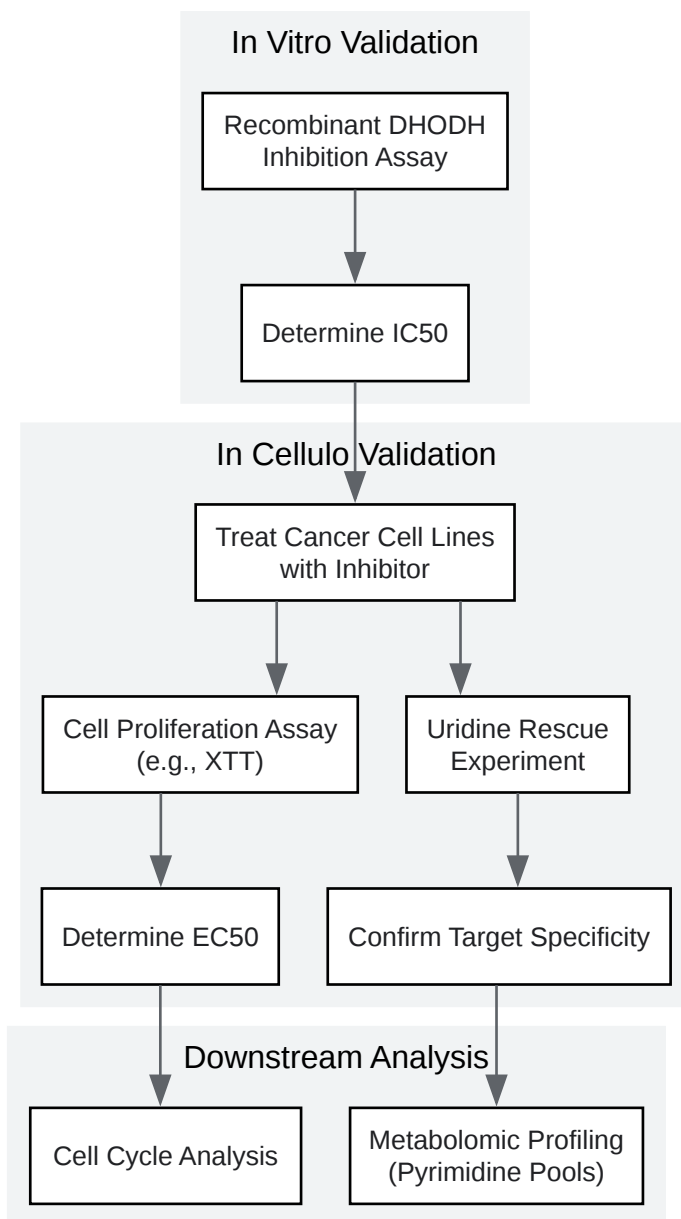 In Vitro Validation
Recombinant DHODH
Inhibition Assay
Determine IC50
In Cellulo Validation
Treat Cancer Cell Lines
with Inhibitor
Cell Proliferation Assay
(e.g., XTT)
Uridine Rescue
Experiment
Determine EC50
Confirm Target Specificity
Downstream Analysis
Cell Cycle Analysis
Metabolomic Profiling
(Pyrimidine Pools)